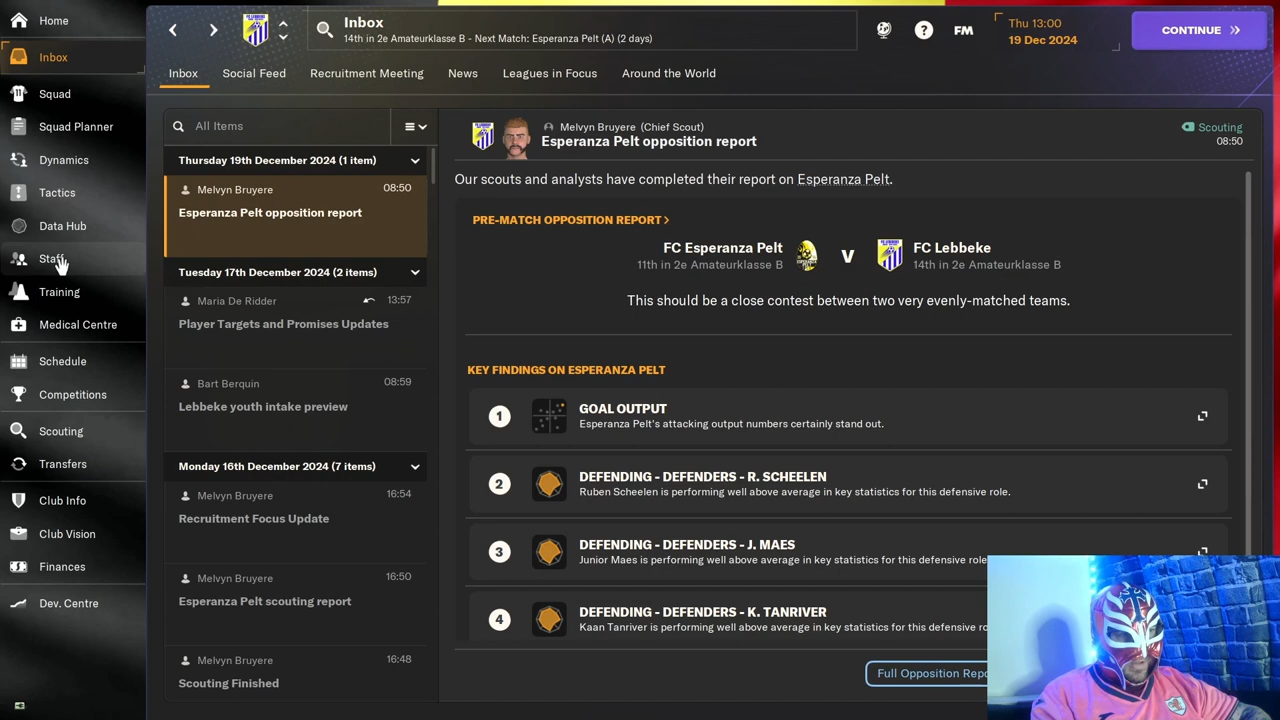 Home
Inbox
Squad
Squad Planner
Dynamics
Tactics
Data Hub
Staff
Training
Medical Centre
Schedule
Competitions
Scouting
Transfers
Club Info
Club Vision
Finances
Dev. Centre
Inbox
14th in 2e Amateurklasse B - Next Match: Esperanza Pelt (A) (2 days)
FM
Thu 13:00
19 Dec 2024
CONTINUE
Inbox
Social Feed
Recruitment Meeting
News
Leagues in Focus
Around the World
All Items
Thursday 19th December 2024 (1 item)
Melvyn Bruyere 08:50
Esperanza Pelt opposition report
Tuesday 17th December 2024 (2 items)
Maria De Ridder 13:57
Player Targets and Promises Updates
Bart Berquin 08:59
Lebbeke youth intake preview
Monday 16th December 2024 (7 items)
Melvyn Bruyere 16:54
Recruitment Focus Update
Melvyn Bruyere 16:50
Esperanza Pelt scouting report
Melvyn Bruyere 16:48
Scouting Finished
Melvyn Bruyere (Chief Scout)
Esperanza Pelt opposition report
Scouting
08:50
Our scouts and analysts have completed their report on Esperanza Pelt.
PRE-MATCH OPPOSITION REPORT >
FC Esperanza Pelt
11th in 2e Amateurklasse B
V
FC Lebbeke
14th in 2e Amateurklasse B
This should be a close contest between two very evenly-matched teams.
KEY FINDINGS ON ESPERANZA PELT
1
GOAL OUTPUT
Esperanza Pelt's attacking output numbers certainly stand out.
2
DEFENDING - DEFENDERS - R. SCHEELEN
Ruben Scheelen is performing well above average in key statistics for this defensive role.
3
DEFENDING - DEFENDERS - J. MAES
Junior Maes is performing well above average in key statistics for this defensive role
4
DEFENDING - DEFENDERS - K. TANRIVER
Kaan Tanriver is performing well above average in key statistics for this defensive ro
Full Opposition Repo